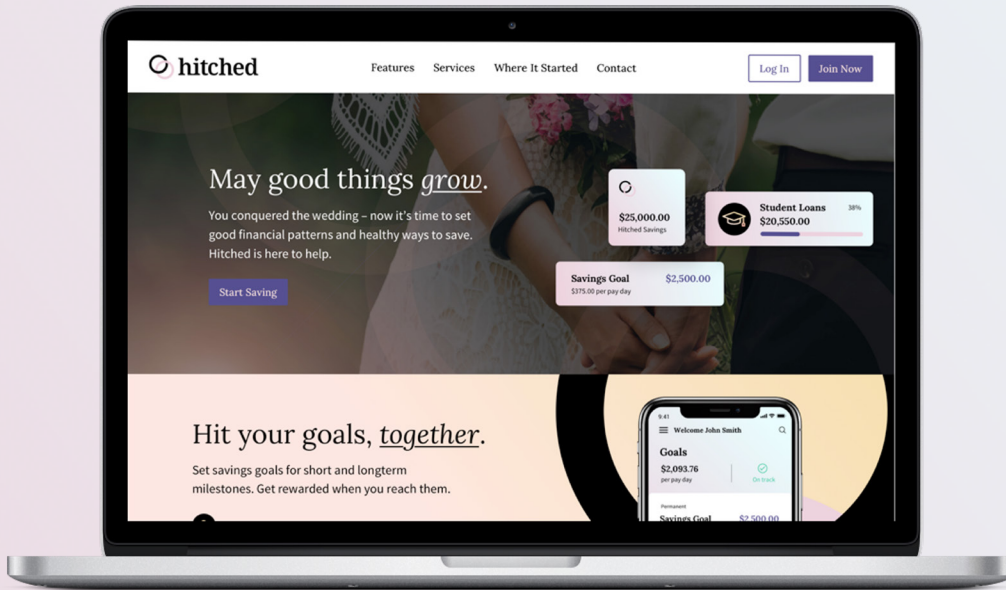 hitched
Features Services Where It Started Contact
Log In Join Now
May good things grow.
You conquered the wedding – now it's time to set
good financial patterns and healthy ways to save.
Hitched is here to help.
Start Saving
$25,000.00
Hitched Savings
Student Loans 38%
$20,550.00
Savings Goal $2,500.00
$375.00 per pay day
Hit your goals, together.
Set savings goals for short and longterm
milestones. Get rewarded when you reach them.
9:41
Welcome John Smith
Goals
$2,093.76
per pay day
On track
Permanent
Savings Goal $2,500.00